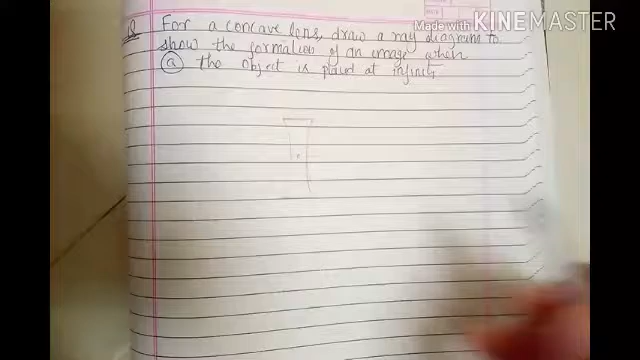 Made with KINEMASTER
Q For a concave lens, draw a ray diagram to
show the formation of an image when
(a) the object is placed at infinity